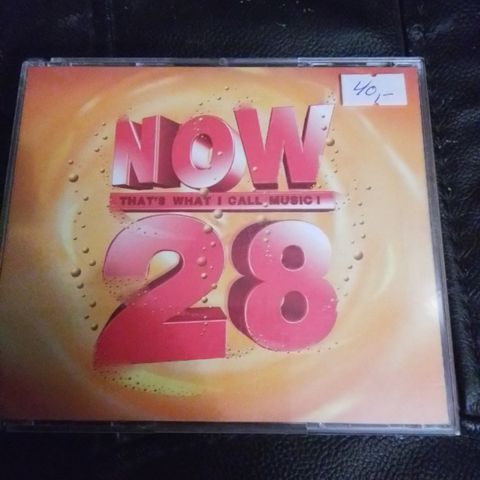 40,-
NOW
THAT'S WHAT I CALL MUSIC!
28